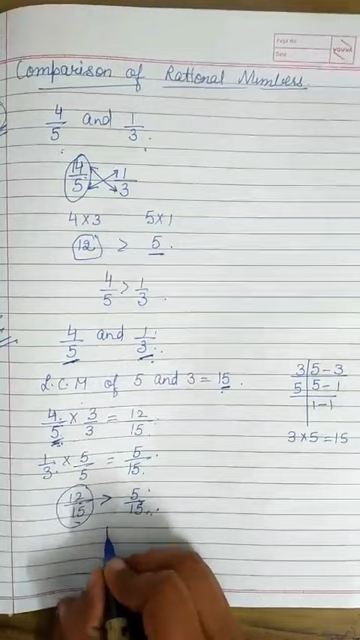 Page No.
Date
Comparison of Rational Numbers
4/5 and 1/3.
4/5 1/3
4×3 5×1
12 > 5.
4/5 > 1/3.
4/5 and 1/3.
L.C.M of 5 and 3 = 15.
3 | 5 - 3
5 | 5 - 1
1 - 1
3×5=15
4/5 × 3/3 = 12/15
1/3 × 5/5 = 5/15.
12/15 > 5/15.